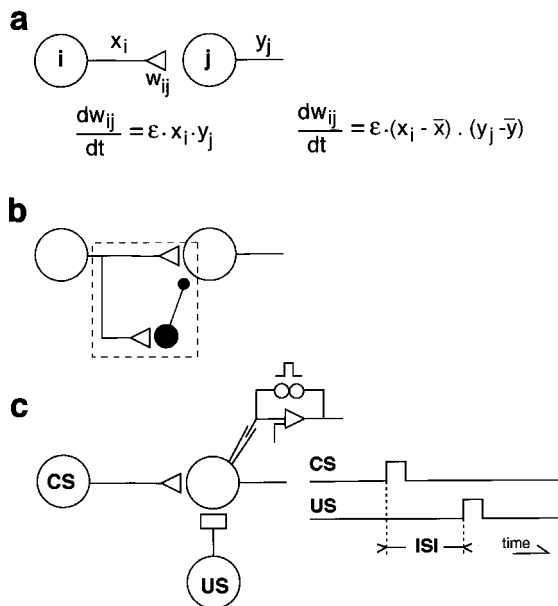 a
i x_i w_ij j y_j
dw_ij/dt = ε·x_i·y_j
dw_ij/dt = ε·(x_i - x̄) . (y_j -ȳ)
b
c
CS
US
CS
US
ISI
time